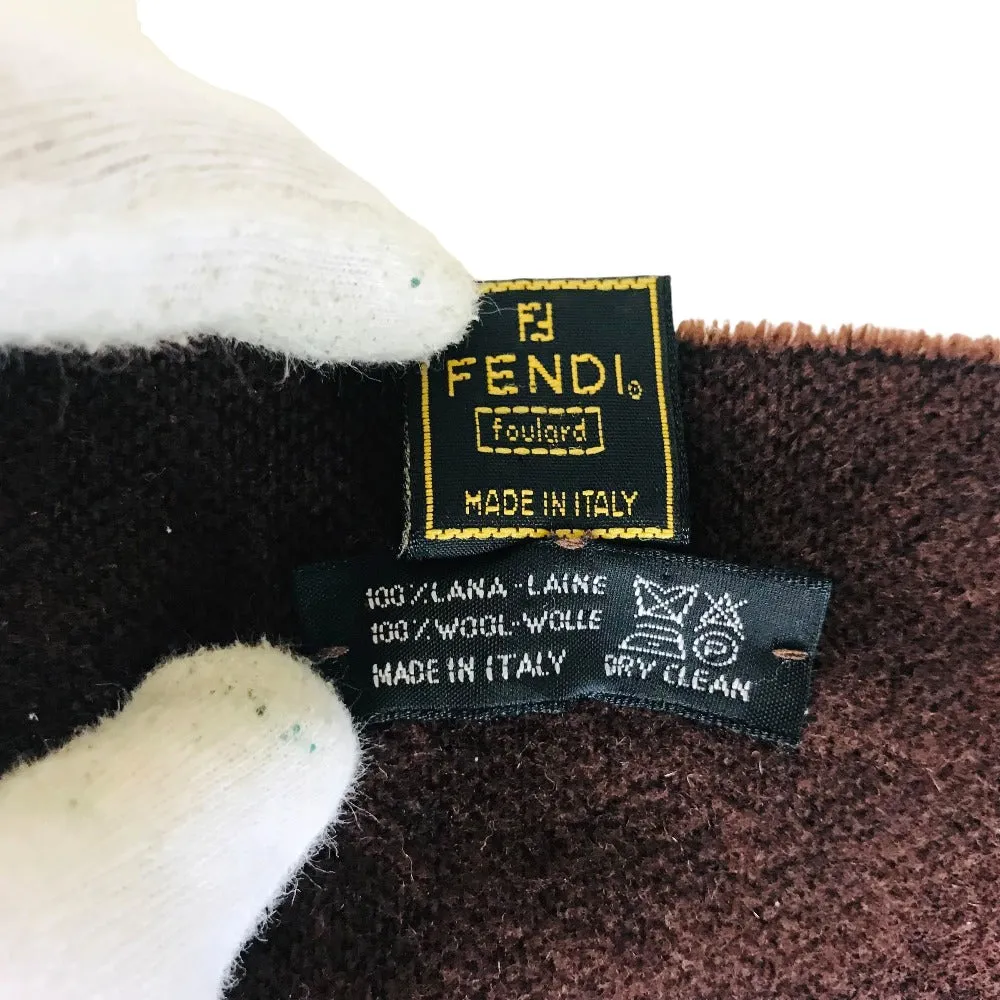 FF
FENDI®
foulard
MADE IN ITALY
100%LANA-LAINE
100%WOOL-WOLLE
MADE IN ITALY
P
DRY CLEAN